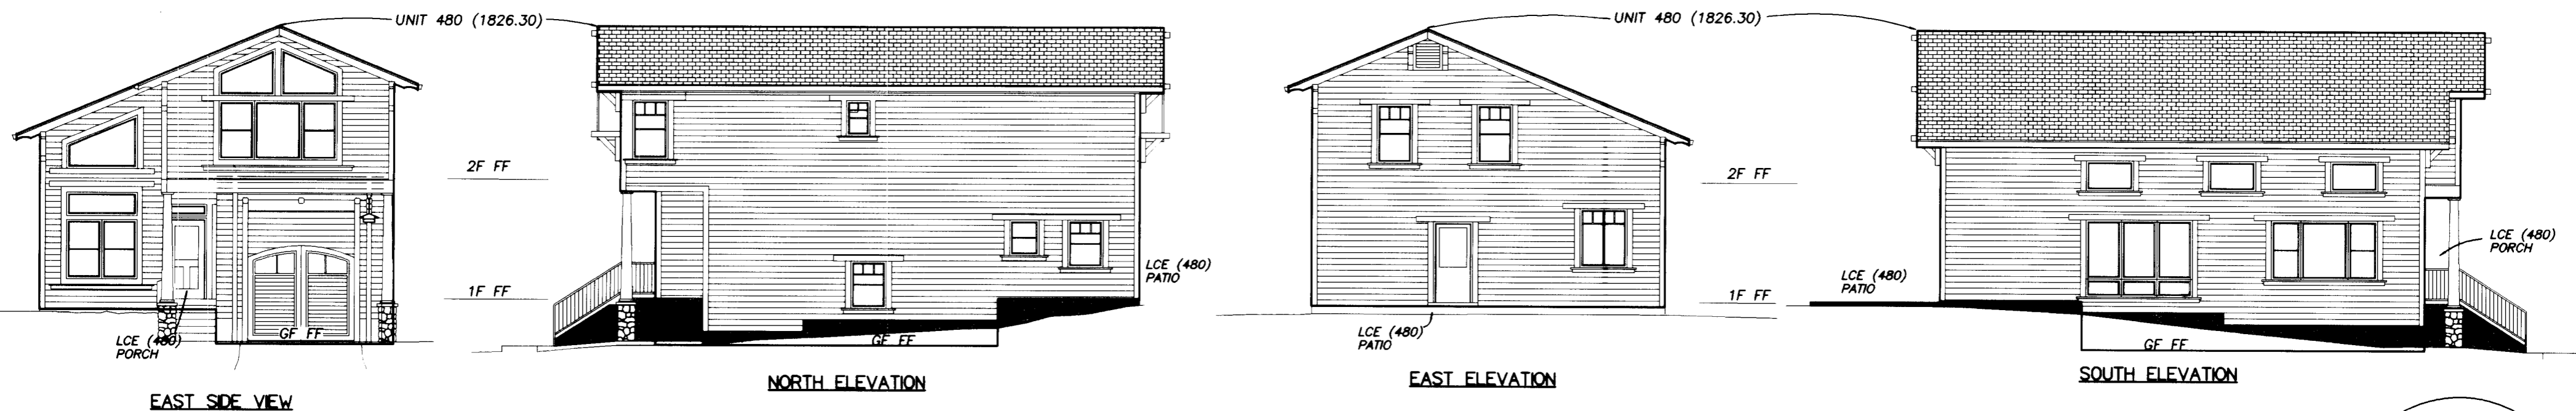 UNIT 480 (1826.30)
UNIT 480 (1826.30)
2F FF
2F FF
LCE (480)
PORCH
LCE (480)
PATIO
LCE (480)
PATIO
1F FF
1F FF
LCE (480)
PORCH
GF FF
GF FF
LCE (480)
PATIO
GF FF
EAST SIDE VIEW
NORTH ELEVATION
EAST ELEVATION
SOUTH ELEVATION